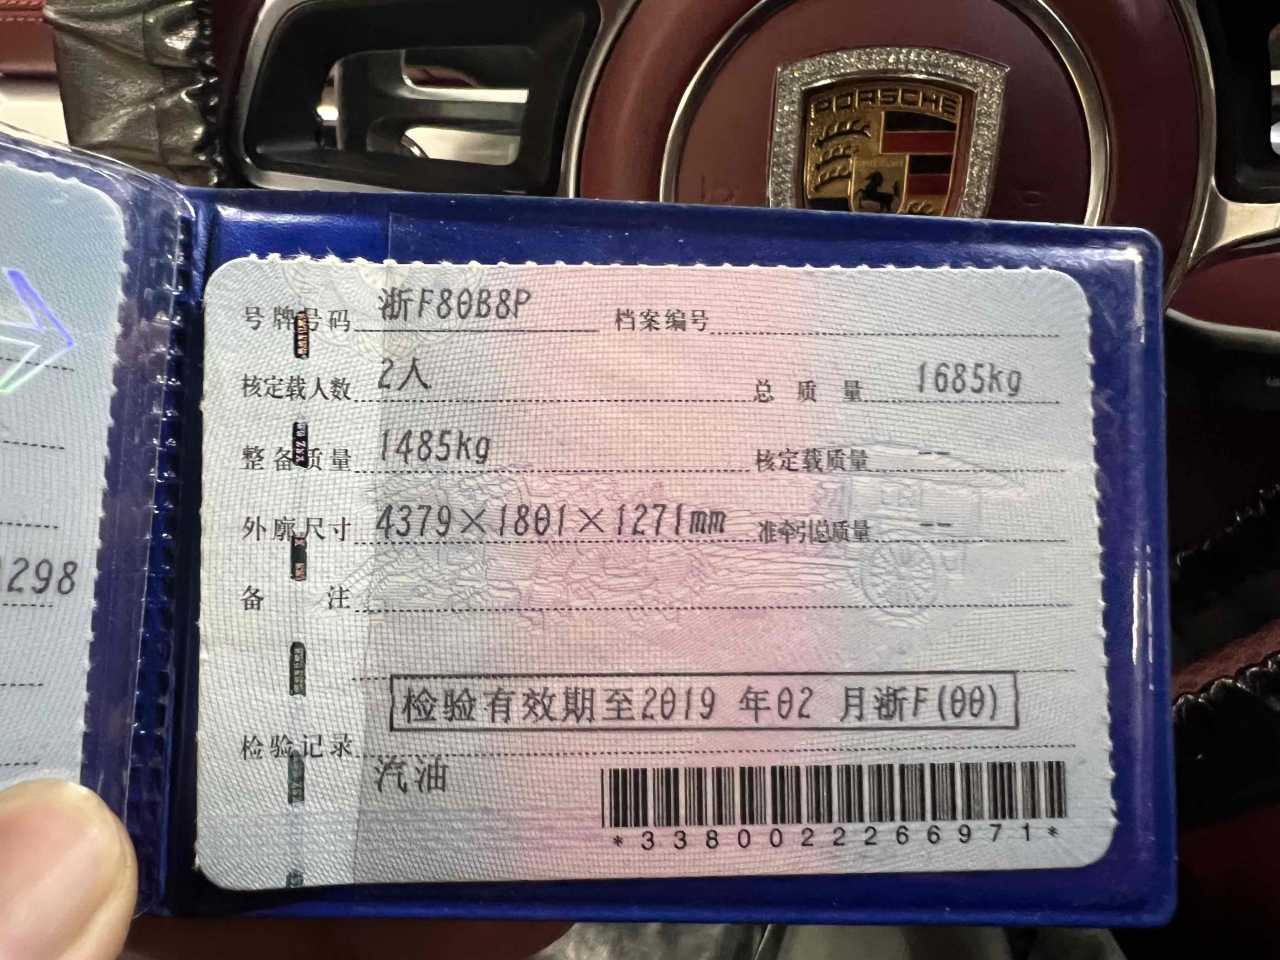 PORSCHE
号牌号码 浙F80B8P 档案编号
核定载人数 2人 总质量 1685kg
整备质量 1485kg 核定载质量 --
外廓尺寸 4379×1801×1271mm 准牵引总质量 --
备注
检验有效期至2019 年02 月浙F(00)
检验记录
汽油
*3380022266971*
298